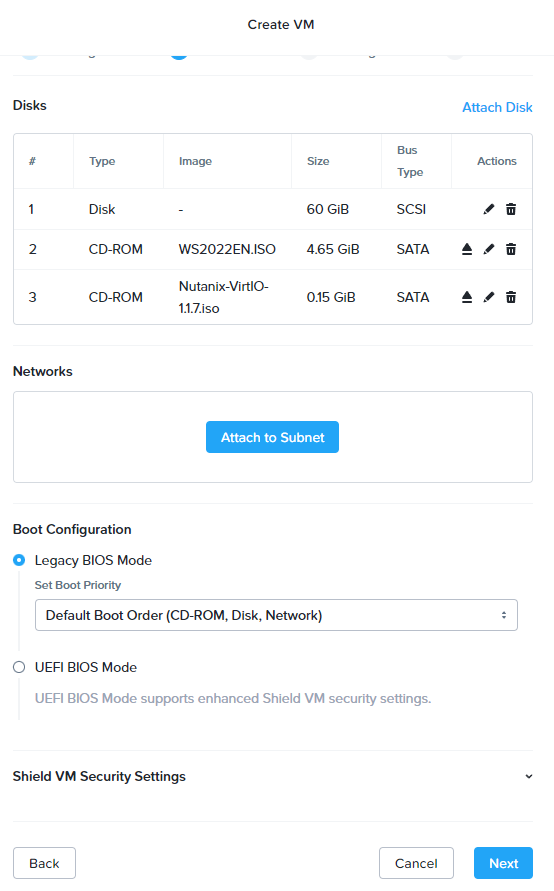 Create VM
Disks
Attach Disk
# Type Image Size Bus Type Actions
1 Disk - 60 GiB SCSI
2 CD-ROM WS2022EN.ISO 4.65 GiB SATA
3 CD-ROM Nutanix-VirtIO-
1.1.7.iso 0.15 GiB SATA
Networks
Attach to Subnet
Boot Configuration
Legacy BIOS Mode
Set Boot Priority
Default Boot Order (CD-ROM, Disk, Network)
UEFI BIOS Mode
UEFI BIOS Mode supports enhanced Shield VM security settings.
Shield VM Security Settings
Back
Cancel
Next